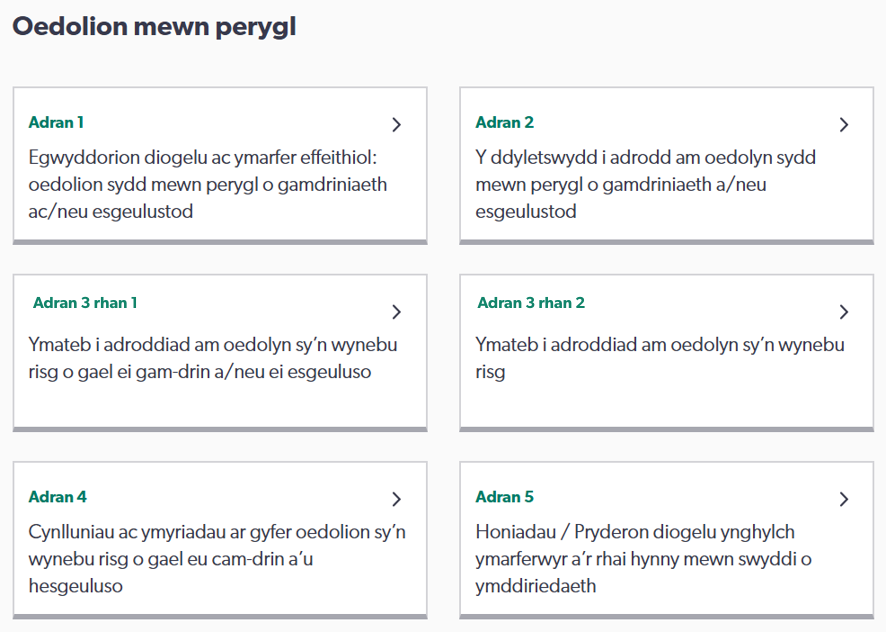 Oedolion mewn perygl
Adran 1
Egwyddorion diogelu ac ymarfer effeithiol:
oedolion sydd mewn perygl o gamdriniaeth
ac/neu esgeulustod
Adran 2
Y ddyletswydd i adrodd am oedolyn sydd
mewn perygl o gamdriniaeth a/neu
esgeulustod
Adran 3 rhan 1
Ymateb i adroddiad am oedolyn sy’n wynebu
risg o gael ei gam-drin a/neu ei esgeuluso
Adran 3 rhan 2
Ymateb i adroddiad am oedolyn sy’n wynebu
risg
Adran 4
Cynlluniau ac ymyriadau ar gyfer oedolion sy’n
wynebu risg o gael eu cam-drin a’u
hesgeuluso
Adran 5
Honiadau / Pryderon diogelu ynghylch
ymarferwyr a’r rhai hynny mewn swyddi o
ymddiriedaeth